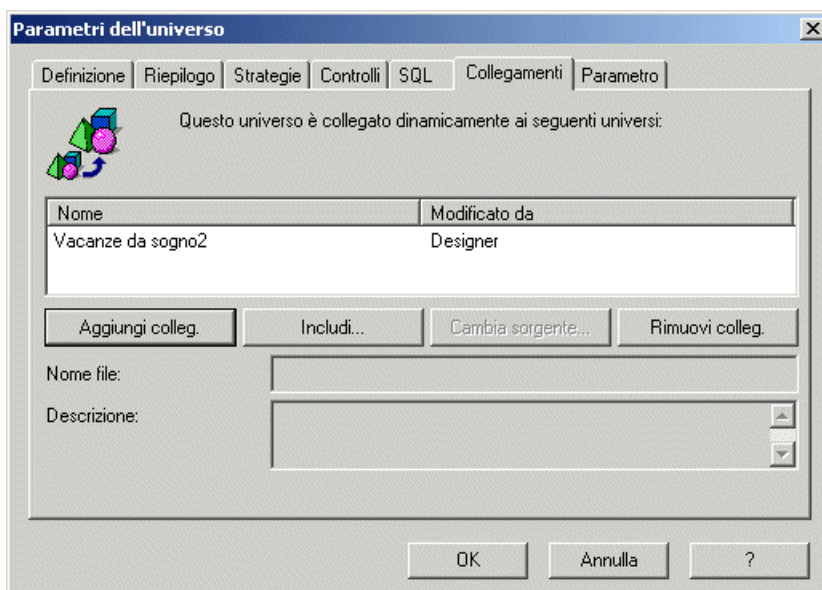 Parametri dell'universo
Definizione Riepilogo Strategie Controlli SQL Collegamenti Parametro
Questo universo è collegato dinamicamente ai seguenti universi:
Nome Modificato da
Vacanze da sogno2 Designer
Aggiungi colleg. Includi... Cambia sorgente... Rimuovi colleg.
Nome file:
Descrizione:
OK Annulla ?